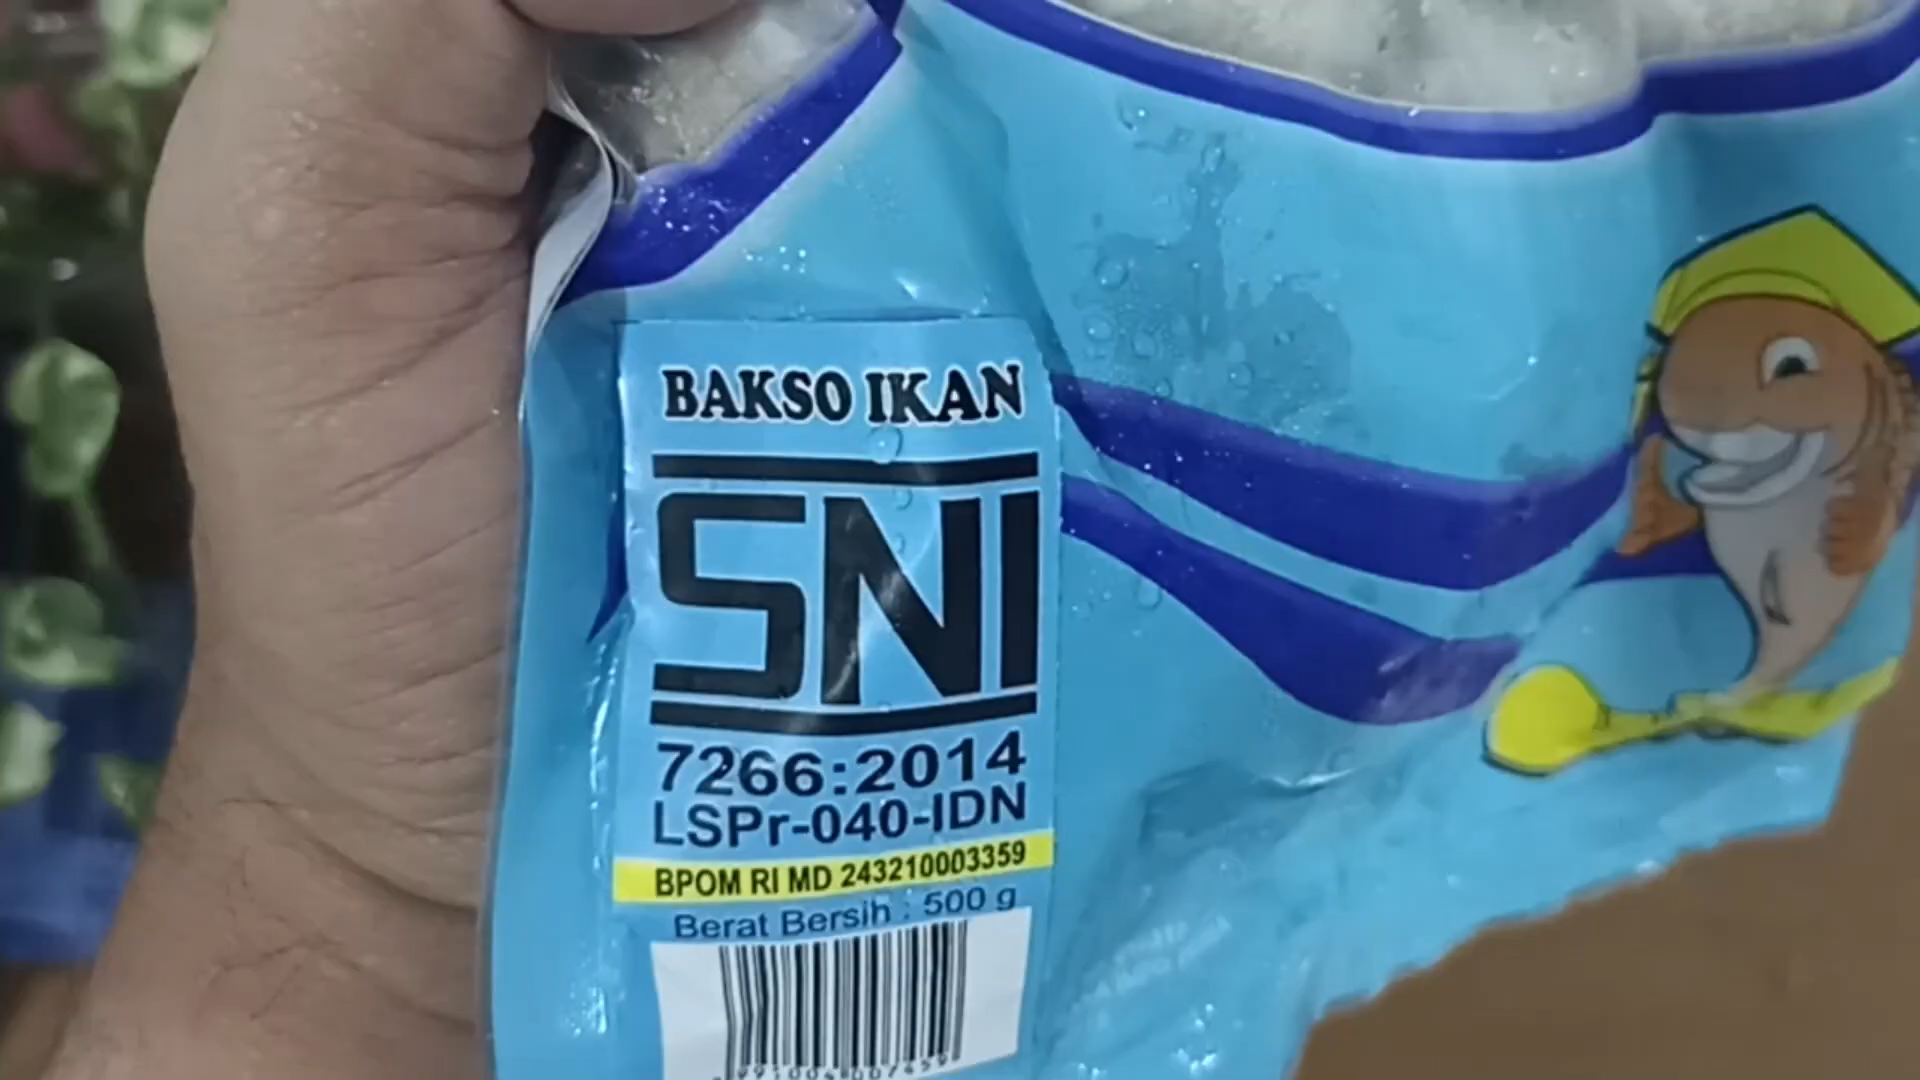 BAKSO IKAN
SNI
7266:2014
LSPr-040-IDN
BPOM RI MD 243210003359
Berat Bersih : 500 g